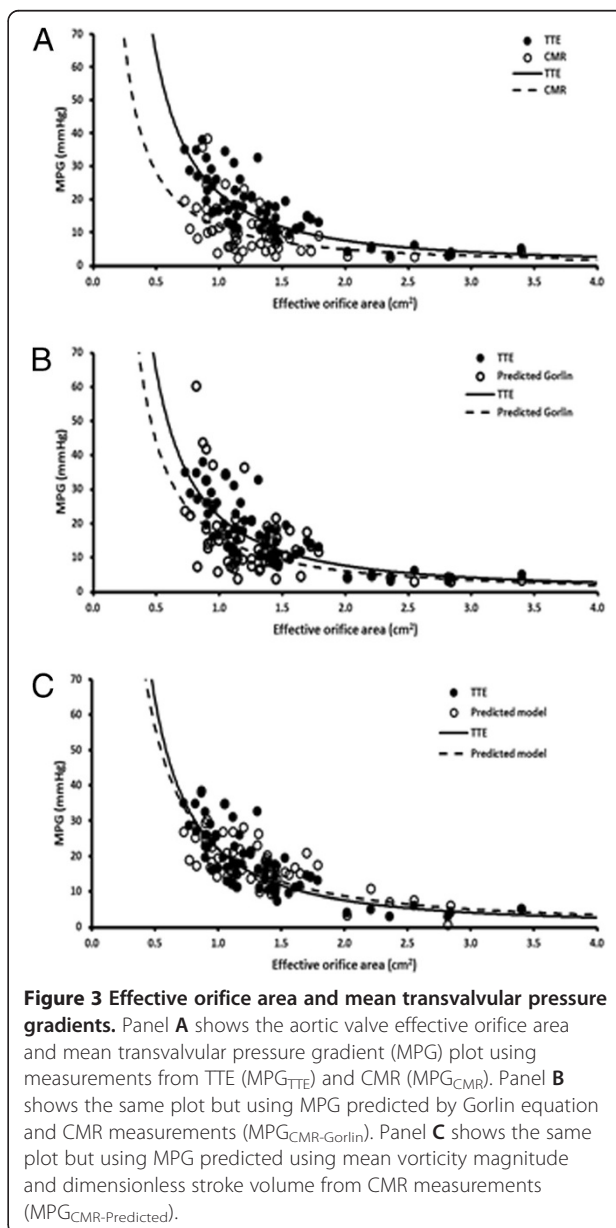 A
TTE
CMR
TTE
CMR
70
60
50
40
30
20
10
0
MPG (mmHg)
0.0 0.5 1.0 1.5 2.0 2.5 3.0 3.5 4.0
Effective orifice area (cm²)
B
TTE
Predicted Gorlin
TTE
Predicted Gorlin
70
60
50
40
30
20
10
0
MPG (mmHg)
0.0 0.5 1.0 1.5 2.0 2.5 3.0 3.5 4.0
Effective orifice area (cm²)
C
TTE
Predicted model
TTE
Predicted model
70
60
50
40
30
20
10
0
MPG (mmHg)
0.0 0.5 1.0 1.5 2.0 2.5 3.0 3.5 4.0
Effective orifice area (cm²)
Figure 3 Effective orifice area and mean transvalvular pressure
gradients. Panel A shows the aortic valve effective orifice area
and mean transvalvular pressure gradient (MPG) plot using
measurements from TTE (MPG_TTE) and CMR (MPG_CMR). Panel B
shows the same plot but using MPG predicted by Gorlin equation
and CMR measurements (MPG_CMR-Gorlin). Panel C shows the same
plot but using MPG predicted using mean vorticity magnitude
and dimensionless stroke volume from CMR measurements
(MPG_CMR-Predicted).